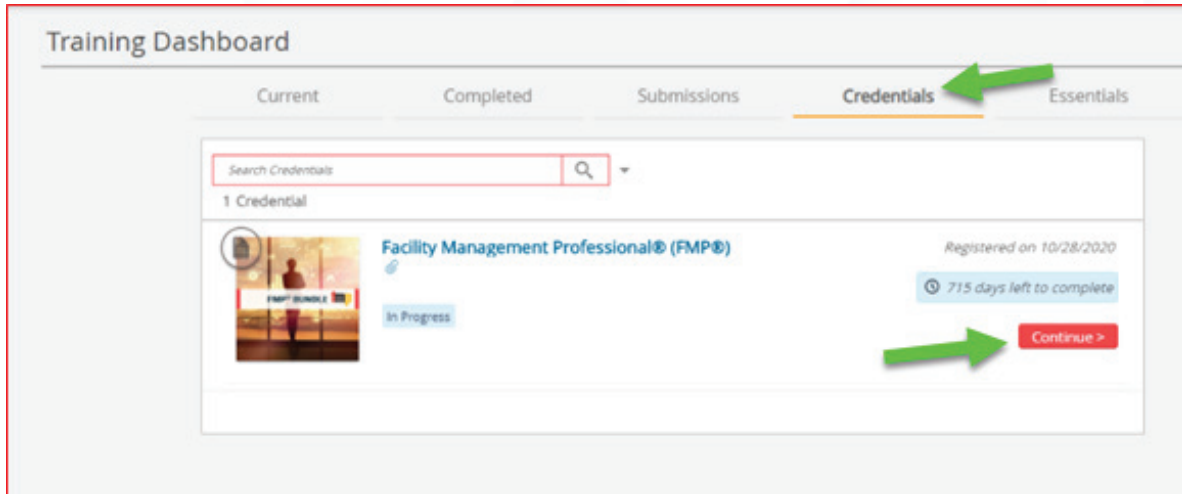 Training Dashboard
Current Completed Submissions Credentials Essentials
Search Credentials
1 Credential
Facility Management Professional® (FMP®)
Registered on 10/28/2020
715 days left to complete
FMP® BUNDLE
In Progress
Continue >